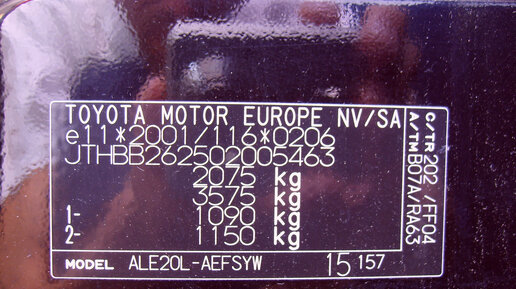 TOYOTA MOTOR EUROPE NV/SA
e11*2001/116*0206
JTHBB262502005463
2075 kg
3575 kg
1- 1090 kg
2- 1150 kg
MODEL ALE20L-AEFSYW 15 157
C/TR 202 /FF04
A/TM B07A/RA63